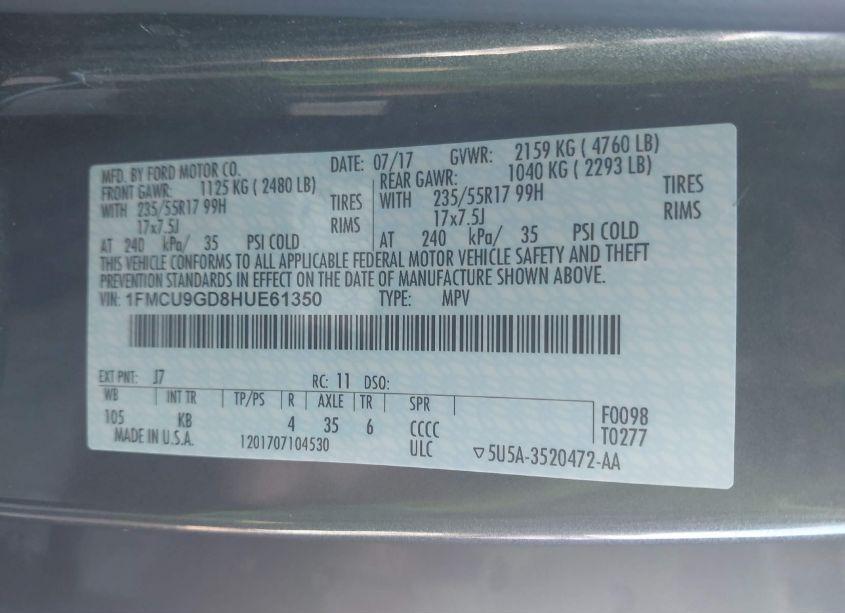 MFD. BY FORD MOTOR CO. DATE: 07/17 GVWR: 2159 KG ( 4760 LB)
FRONT GAWR: 1125 KG ( 2480 LB) REAR GAWR: 1040 KG ( 2293 LB)
WITH 235/55R17 99H TIRES WITH 235/55R17 99H TIRES
17x7.5J RIMS 17x7.5J RIMS
AT 240 kPa/ 35 PSI COLD AT 240 kPa/ 35 PSI COLD
THIS VEHICLE CONFORMS TO ALL APPLICABLE FEDERAL MOTOR VEHICLE SAFETY AND THEFT
PREVENTION STANDARDS IN EFFECT ON THE DATE OF MANUFACTURE SHOWN ABOVE.
VIN: 1FMCU9GD8HUE61350 TYPE: MPV
EXT PNT: J7 RC: 11 DSO:
WB INT TR TP/PS R AXLE TR SPR
105 KB 4 35 6 CCCC F0098
MADE IN U.S.A. 1201707104530 ULC T0277
▽5U5A-3520472-AA